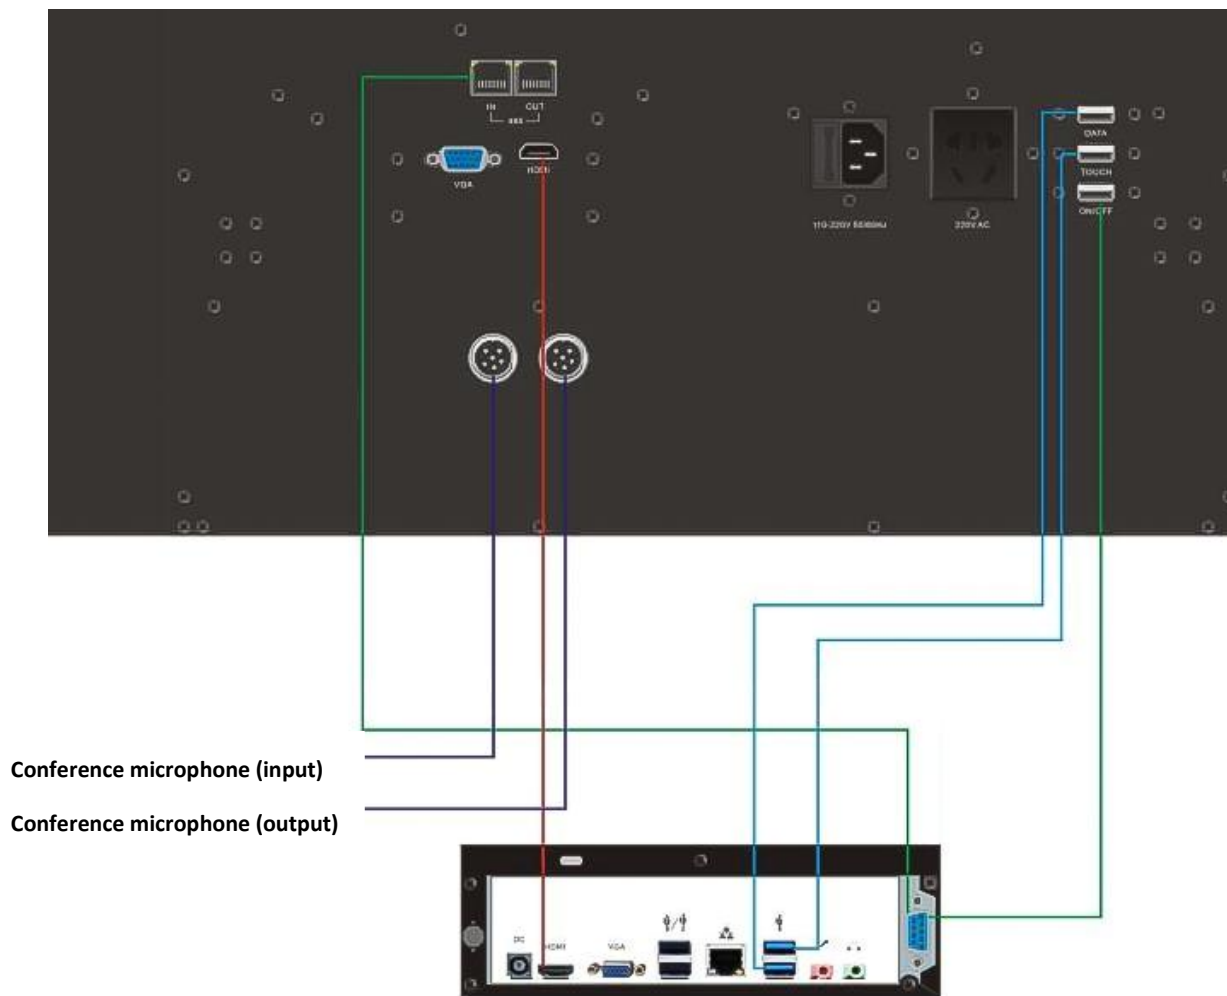 IN OUT
VGA
HDMI
DATA
TOUCH
ON/OFF
220V AC
Conference microphone (input)
Conference microphone (output)
DC
HDMI
VGA